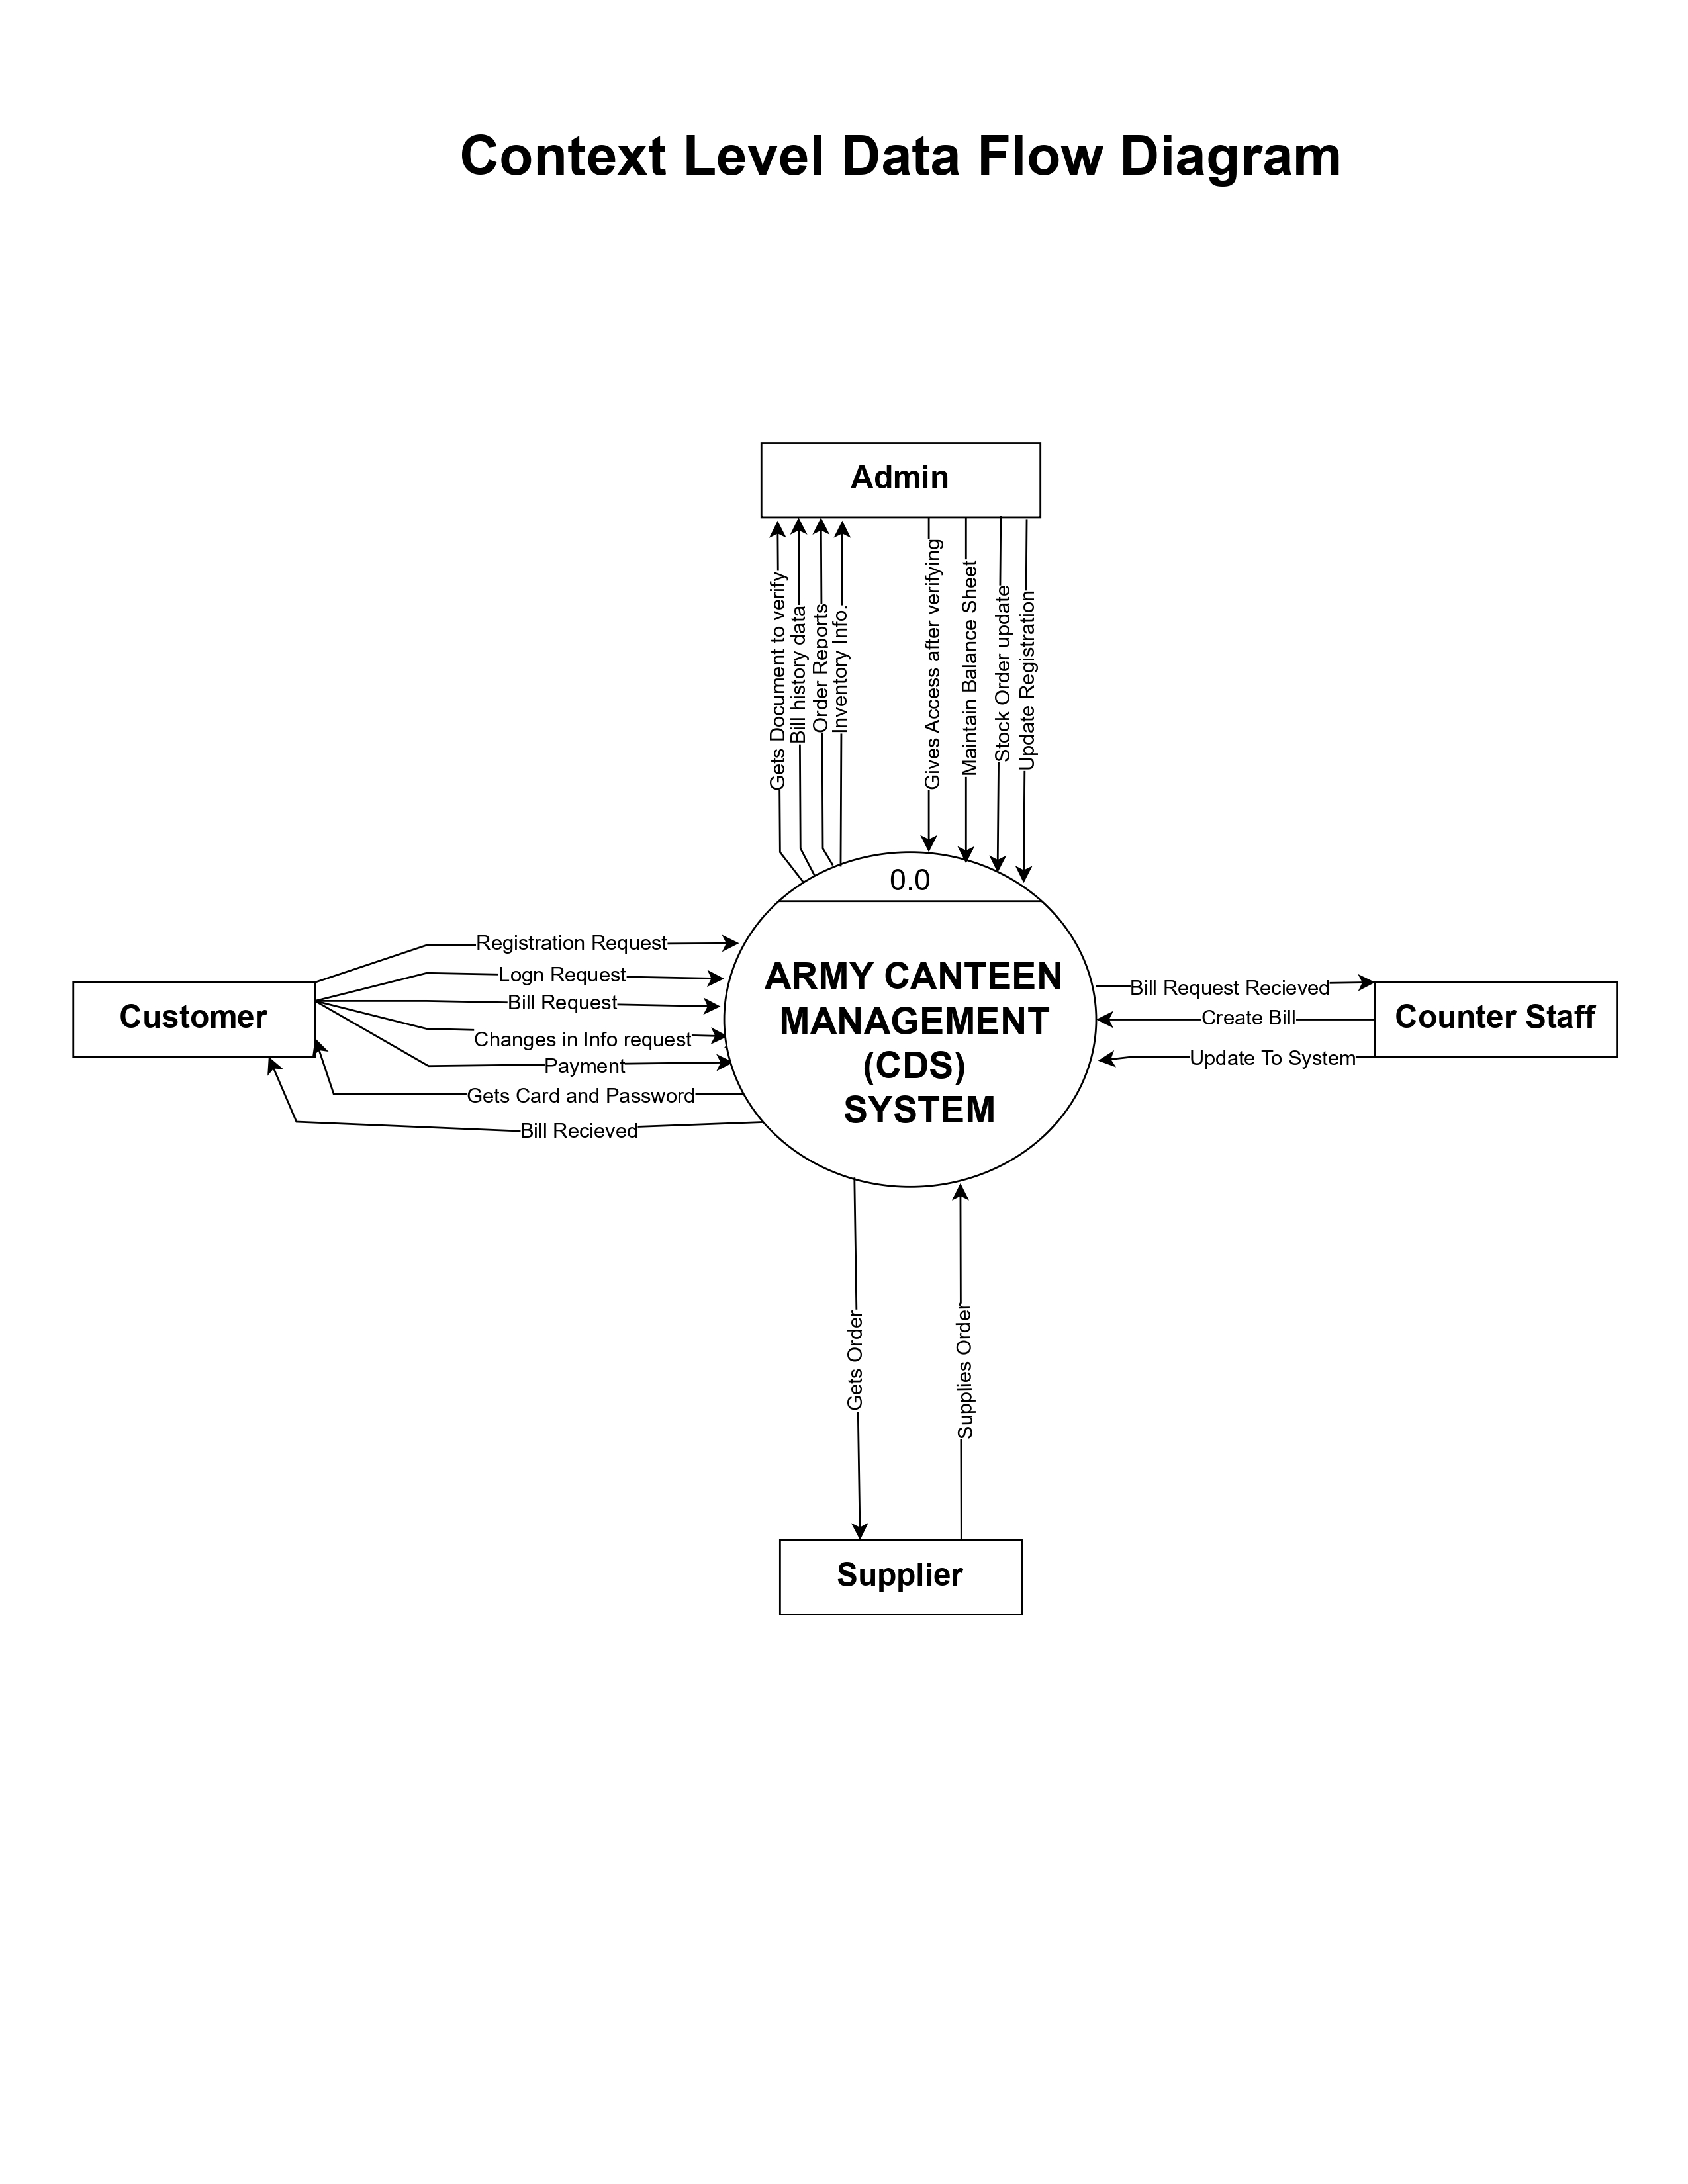 Context Level Data Flow Diagram
Admin
Gets Document to verify
Bill history data
Order Reports
Inventory Info.
Gives Access after verifying
Maintain Balance Sheet
Stock Order update
Update Registration
0.0
ARMY CANTEEN
MANAGEMENT
(CDS)
SYSTEM
Customer
Registration Request
Logn Request
Bill Request
Changes in Info request
Payment
Gets Card and Password
Bill Recieved
Bill Request Recieved
Create Bill
Update To System
Counter Staff
Gets Order
Supplies Order
Supplier